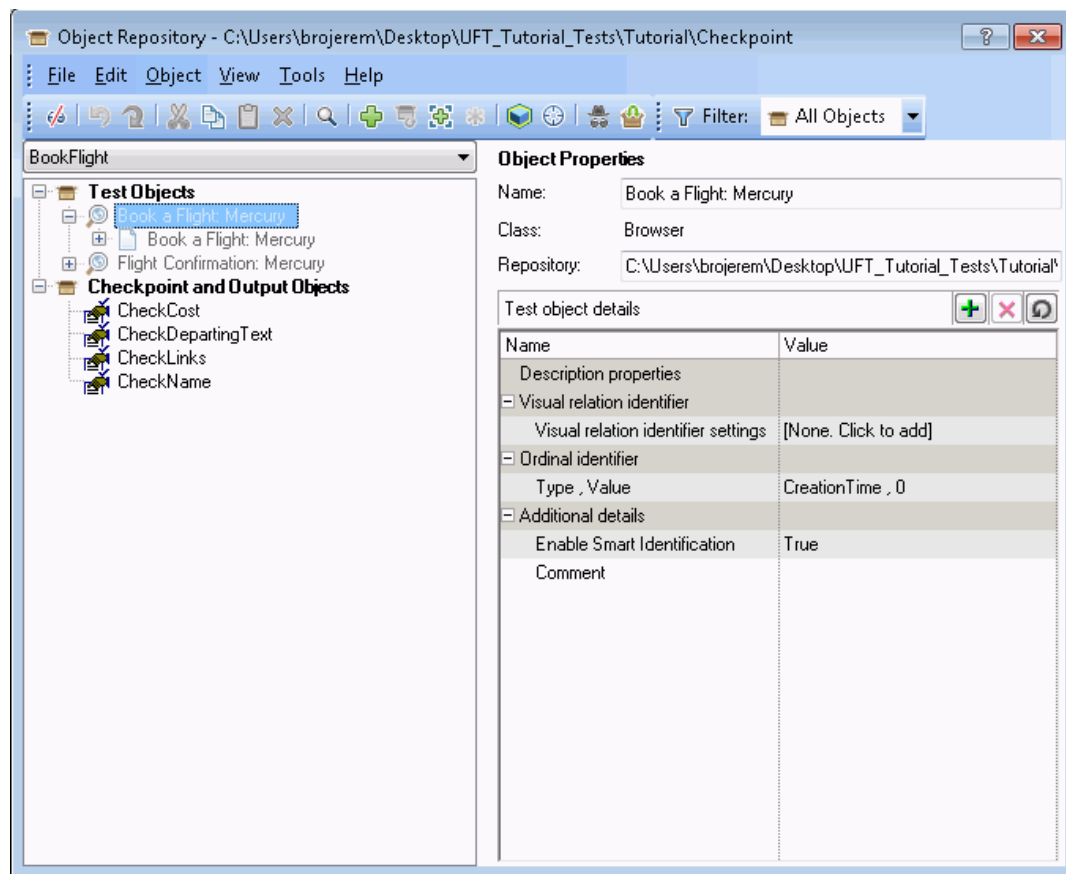 Object Repository - C:\Users\brojerem\Desktop\UFT_Tutorial_Tests\Tutorial\Checkpoint
File Edit Object View Tools Help
Filter: All Objects
BookFlight
Test Objects
Book a Flight: Mercury
Book a Flight: Mercury
Flight Confirmation: Mercury
Checkpoint and Output Objects
CheckCost
CheckDepartingText
CheckLinks
CheckName
Object Properties
Name: Book a Flight: Mercury
Class: Browser
Repository: C:\Users\brojerem\Desktop\UFT_Tutorial_Tests\Tutorial\
Test object details
Name Value
Description properties
Visual relation identifier
Visual relation identifier settings [None. Click to add]
Ordinal identifier
Type , Value CreationTime , 0
Additional details
Enable Smart Identification True
Comment